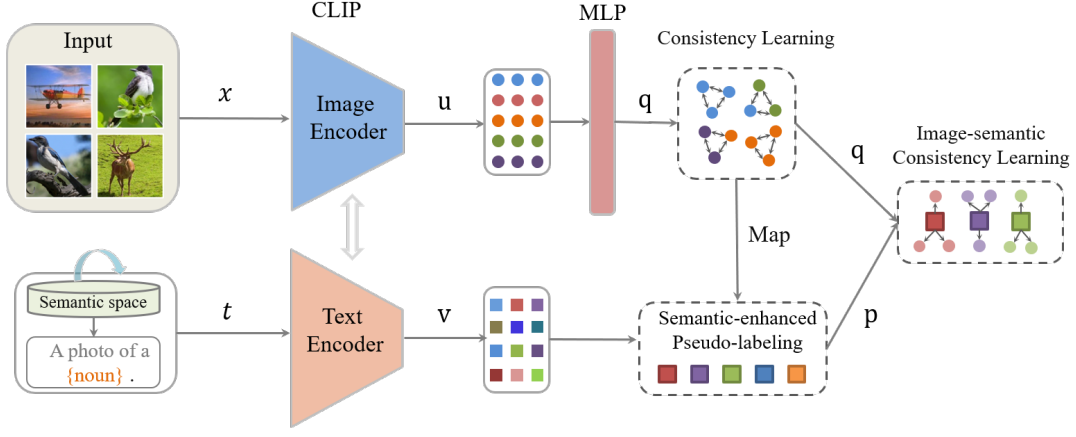 CLIP
MLP
Input
Consistency Learning
x
Image
Encoder
u
q
Image-semantic
Consistency Learning
q
Map
Semantic space
t
Text
Encoder
v
Semantic-enhanced
Pseudo-labeling
p
A photo of a
{noun} .